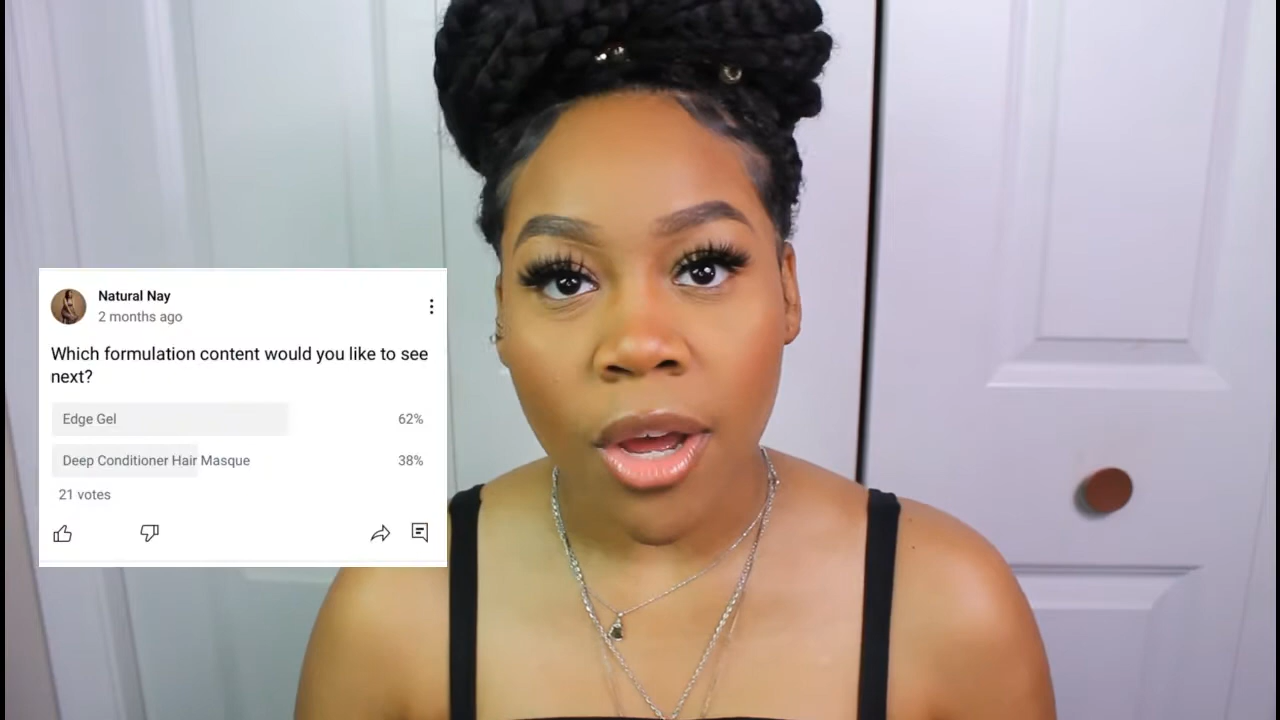 Natural Nay
2 months ago
Which formulation content would you like to see
next?
Edge Gel 62%
Deep Conditioner Hair Masque 38%
21 votes